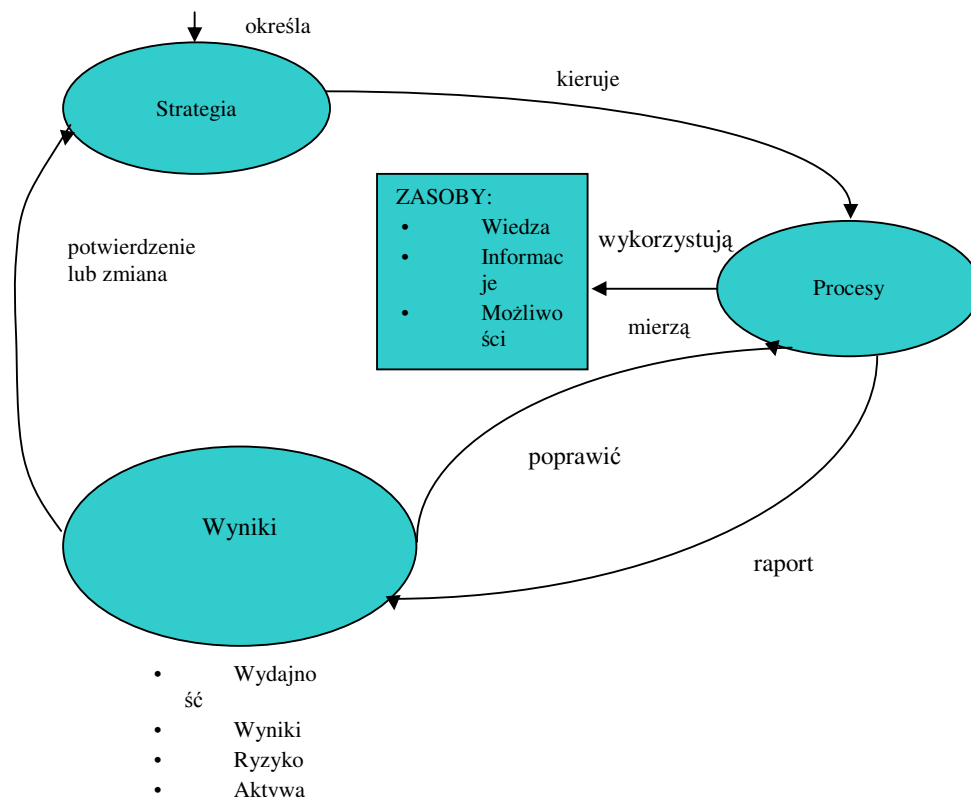 określa
kieruje
Strategia
ZASOBY:
• Wiedza
• Informac
je
• Możliwo
ści
wykorzystują
Procesy
mierzą
potwierdzenie
lub zmiana
poprawić
Wyniki
raport
• Wydajno
ść
• Wyniki
• Ryzyko
• Aktywa